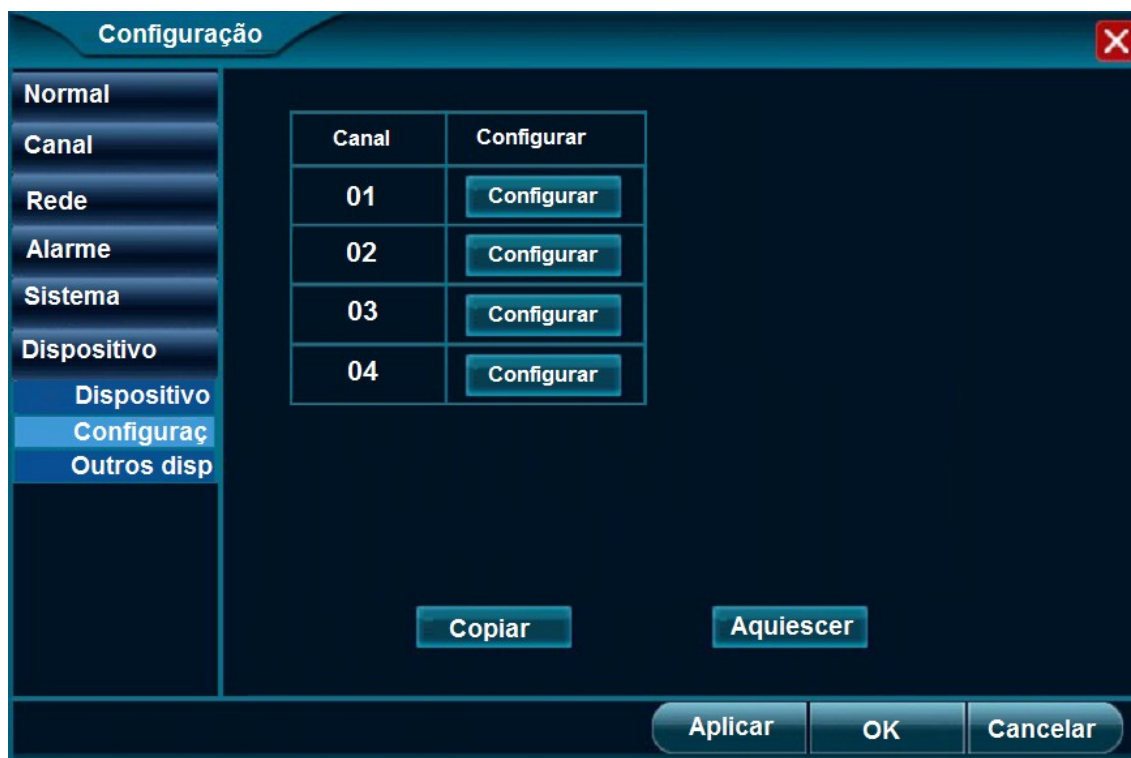 Configuração
Normal
Canal
Rede
Alarme
Sistema
Dispositivo
Dispositivo
Configuraç
Outros disp
Canal Configurar
01 Configurar
02 Configurar
03 Configurar
04 Configurar
Copiar Aquiescer
Aplicar OK Cancelar